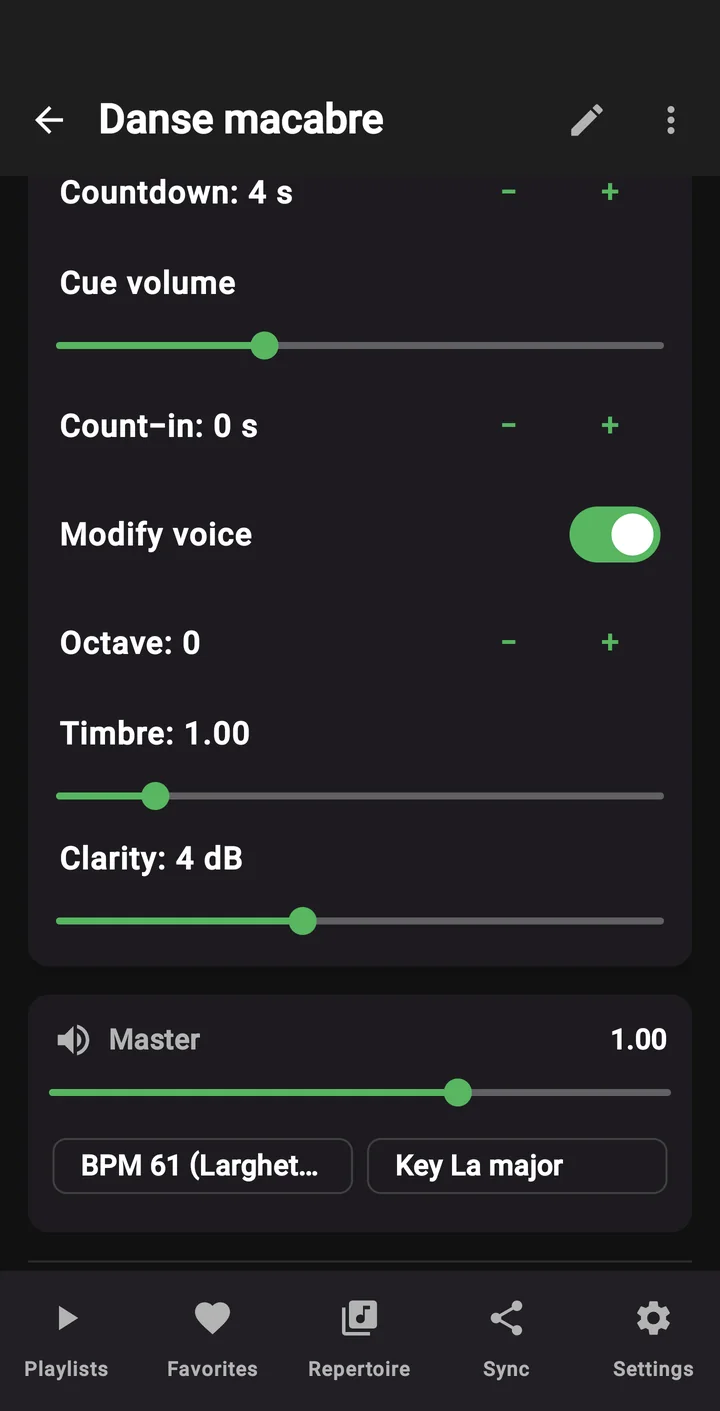 Danse macabre
Countdown: 4 s
-
+
Cue volume
Count-in: 0 s
-
+
Modify voice
Octave: 0
-
+
Timbre: 1.00
Clarity: 4 dB
Master
1.00
BPM 61 (Larghet...
Key La major
Playlists
Favorites
Repertoire
Sync
Settings